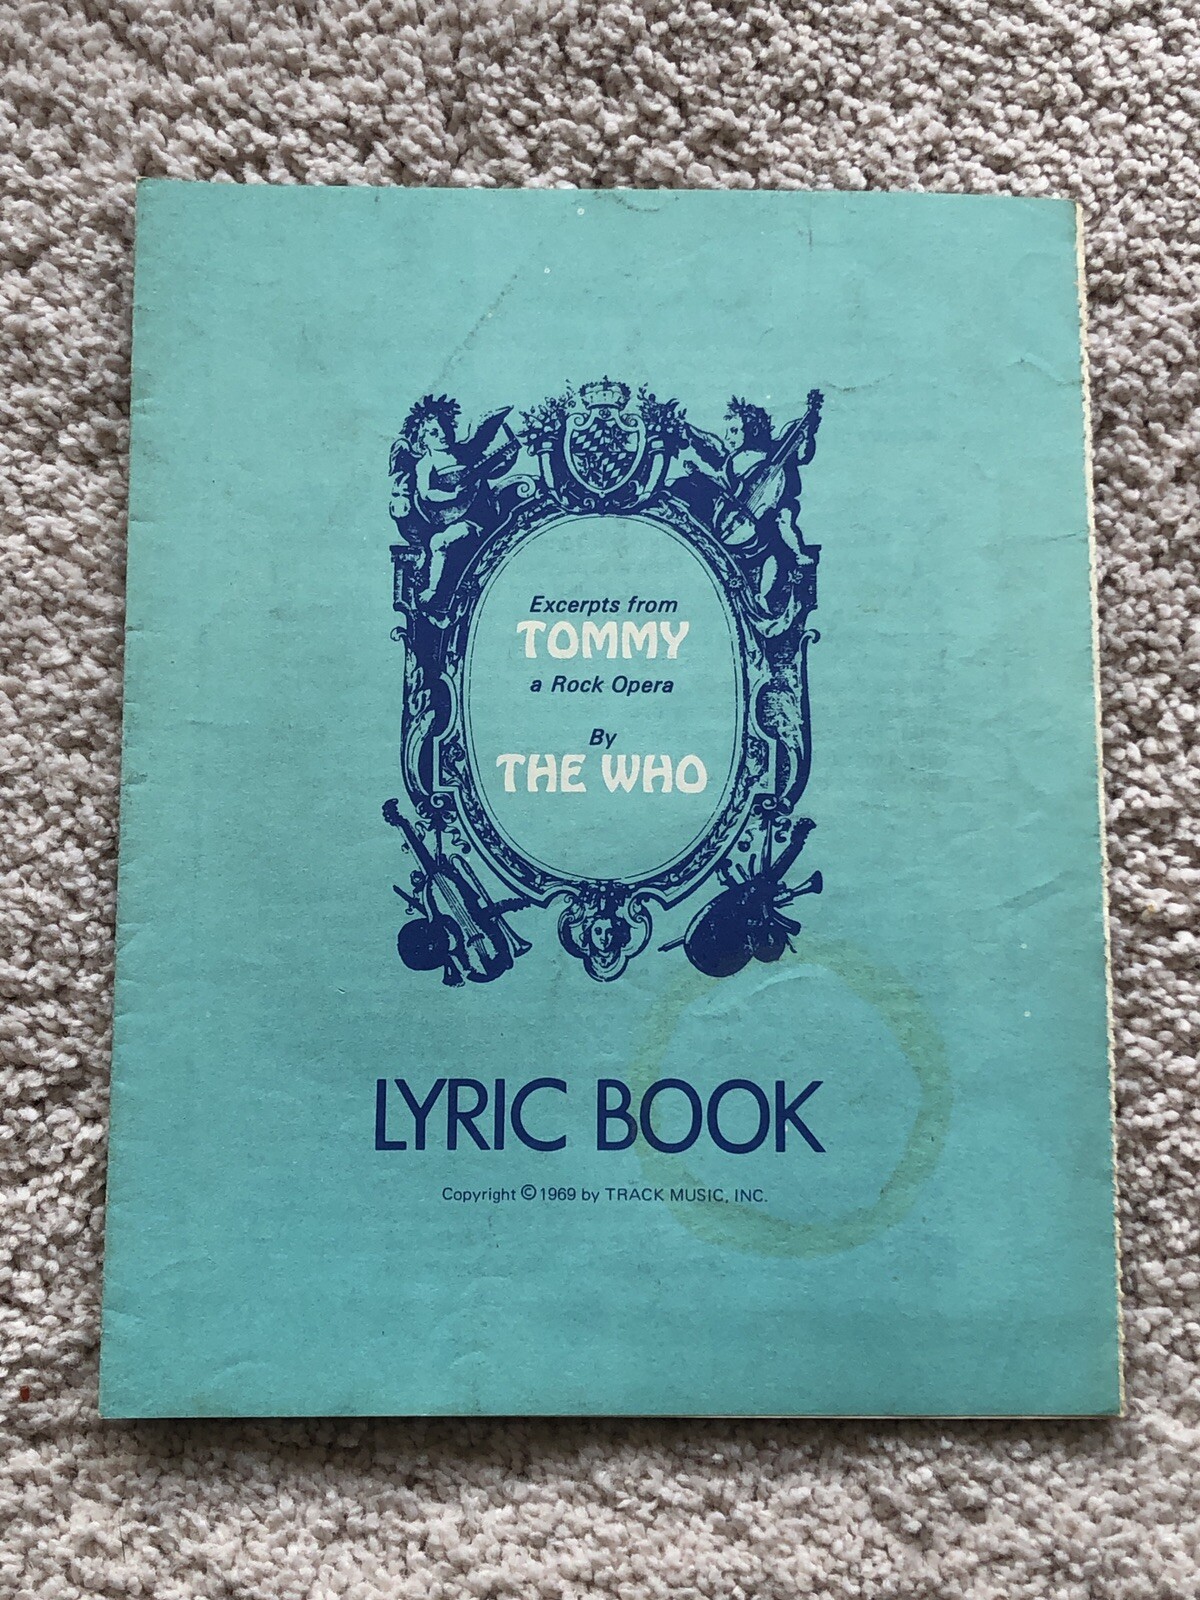 Excerpts from
TOMMY
a Rock Opera
By
THE WHO
LYRIC BOOK
Copyright © 1969 by TRACK MUSIC, INC.